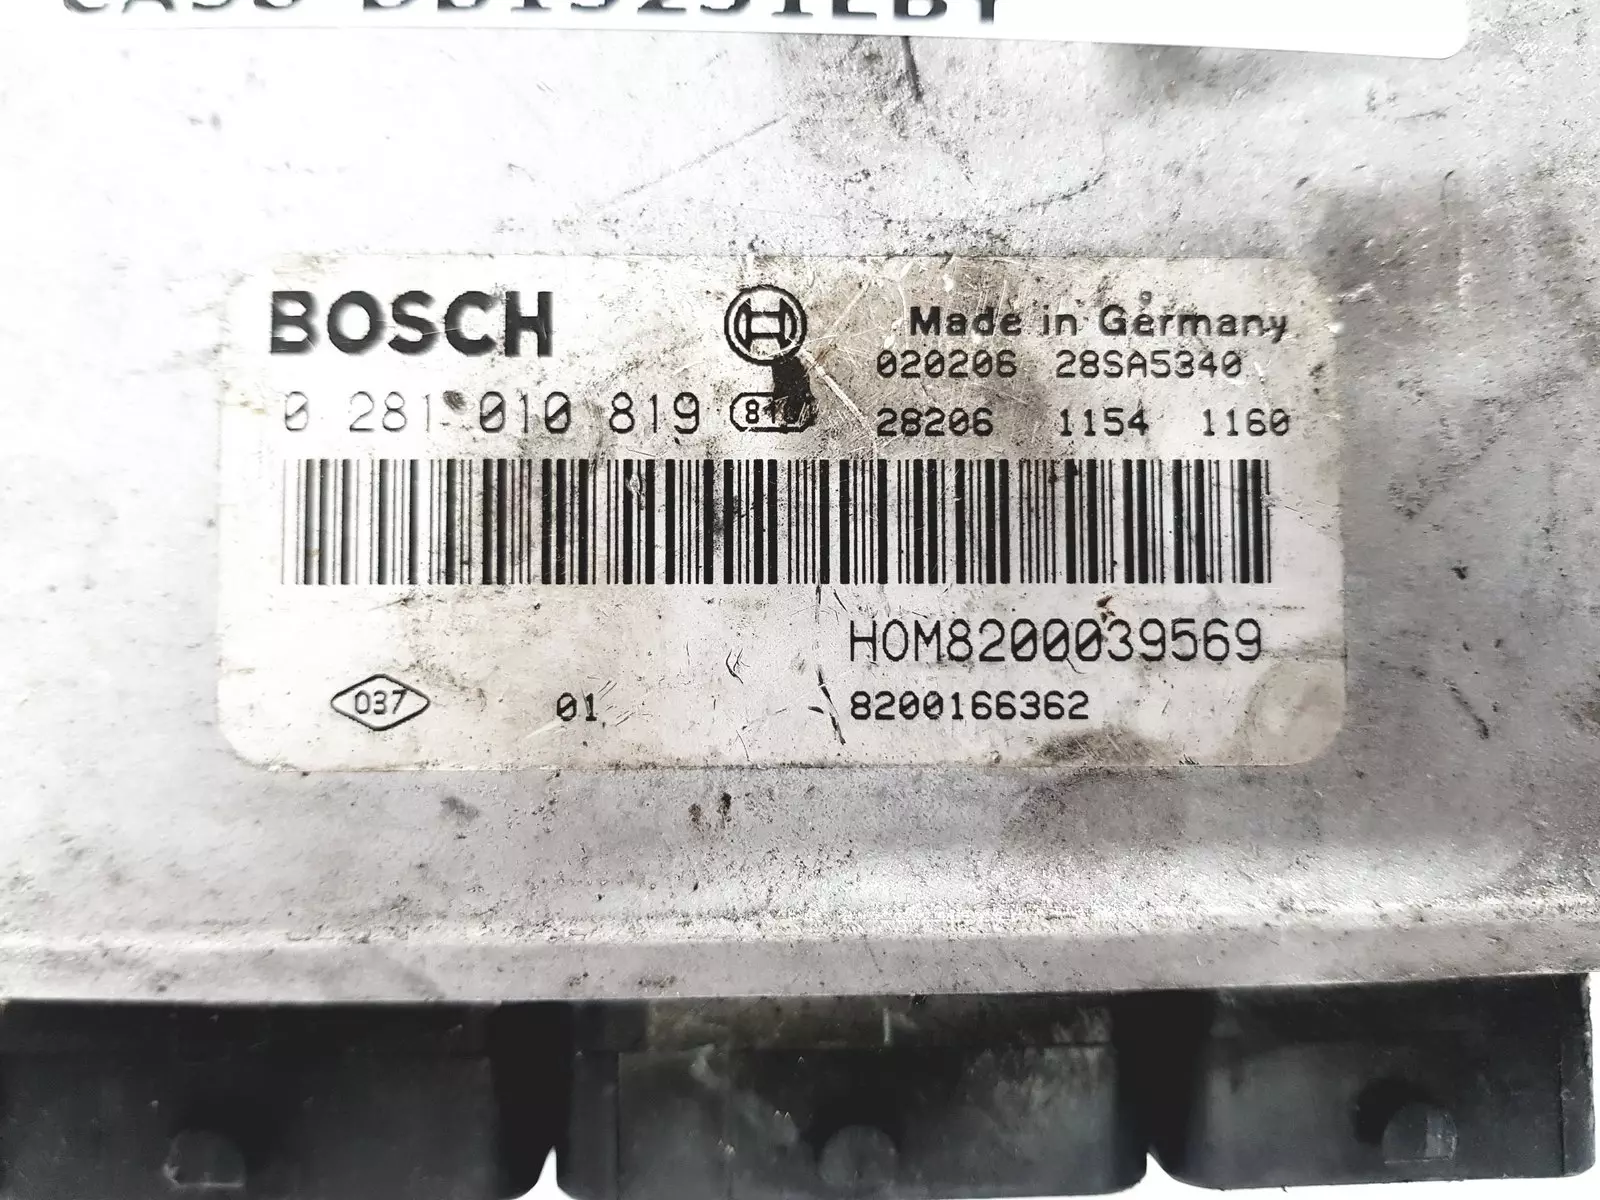 BOSCH
Made in Germany
020206 28SA5340
0 281 010 819
28206 1154 1160
HOM8200039569
037 01 8200166362